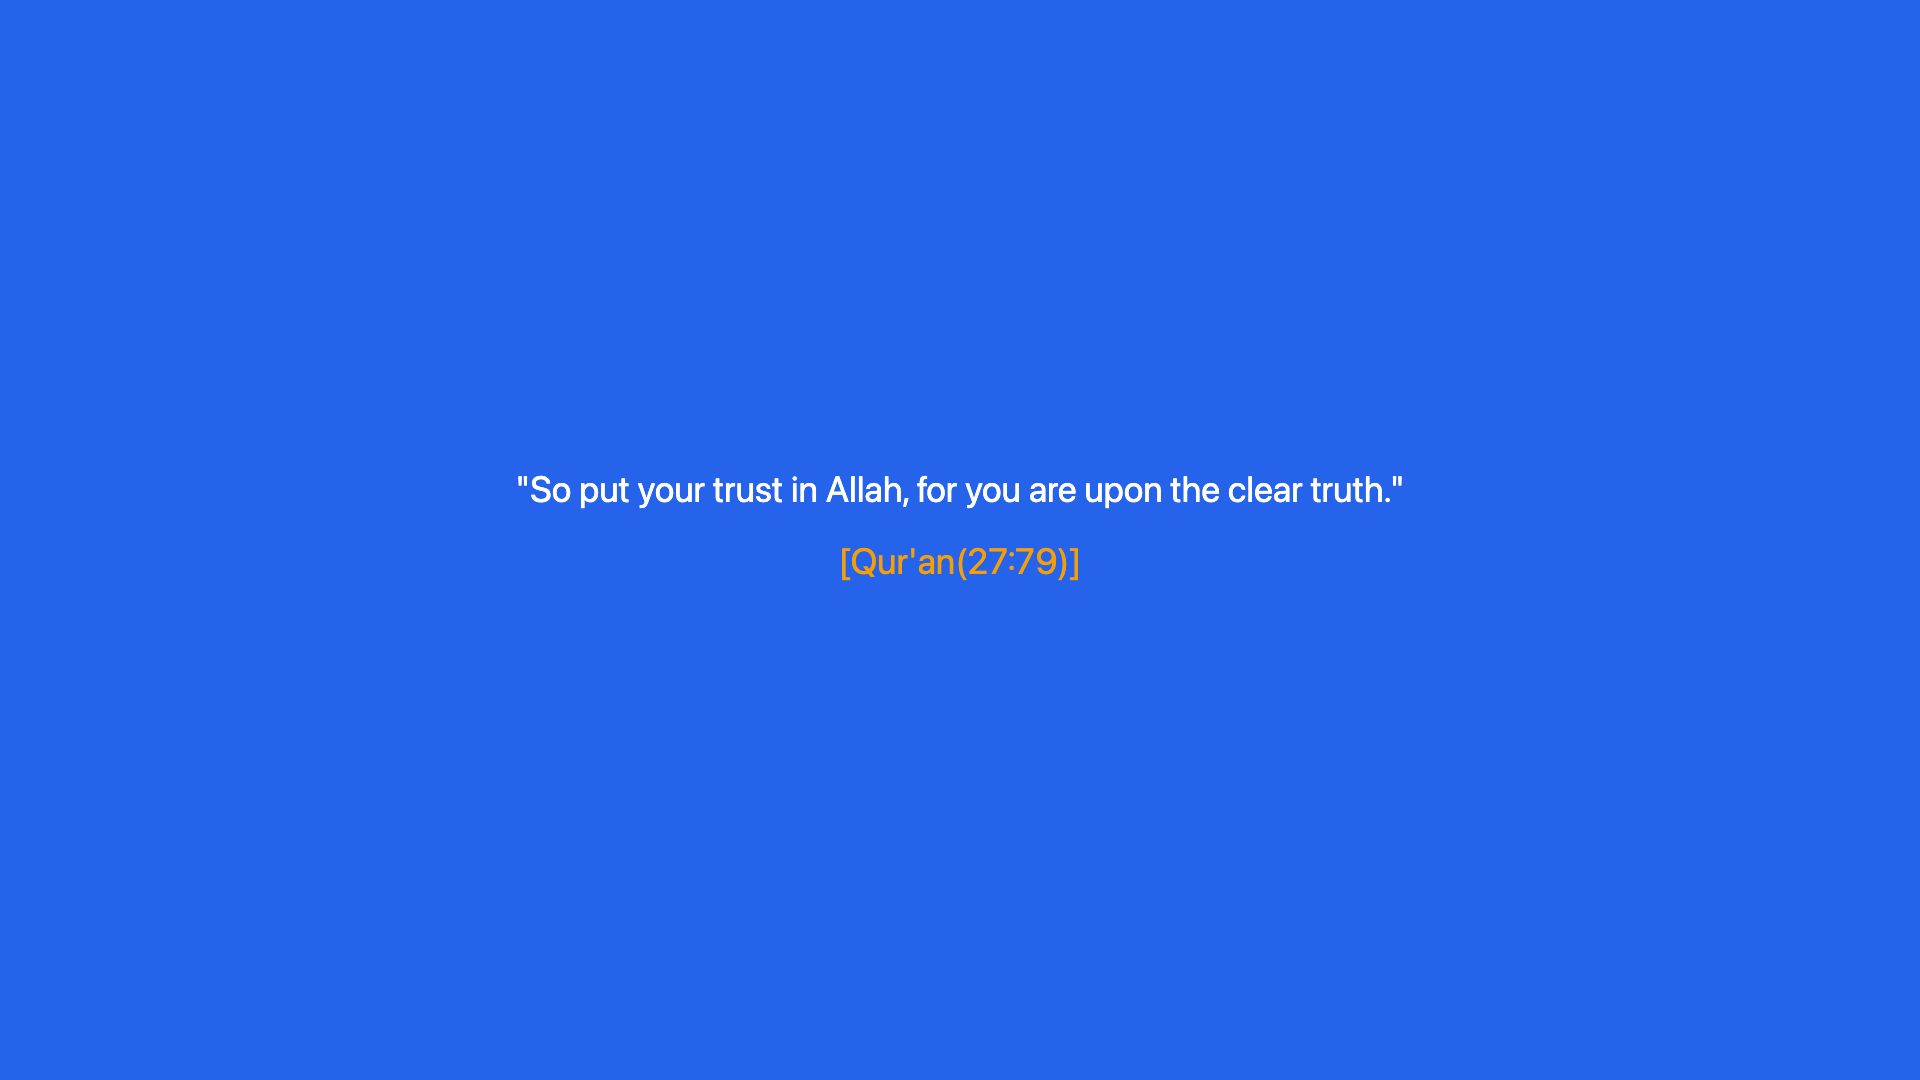 "So put your trust in Allah, for you are upon the clear truth."
[Qur'an(27:79)]